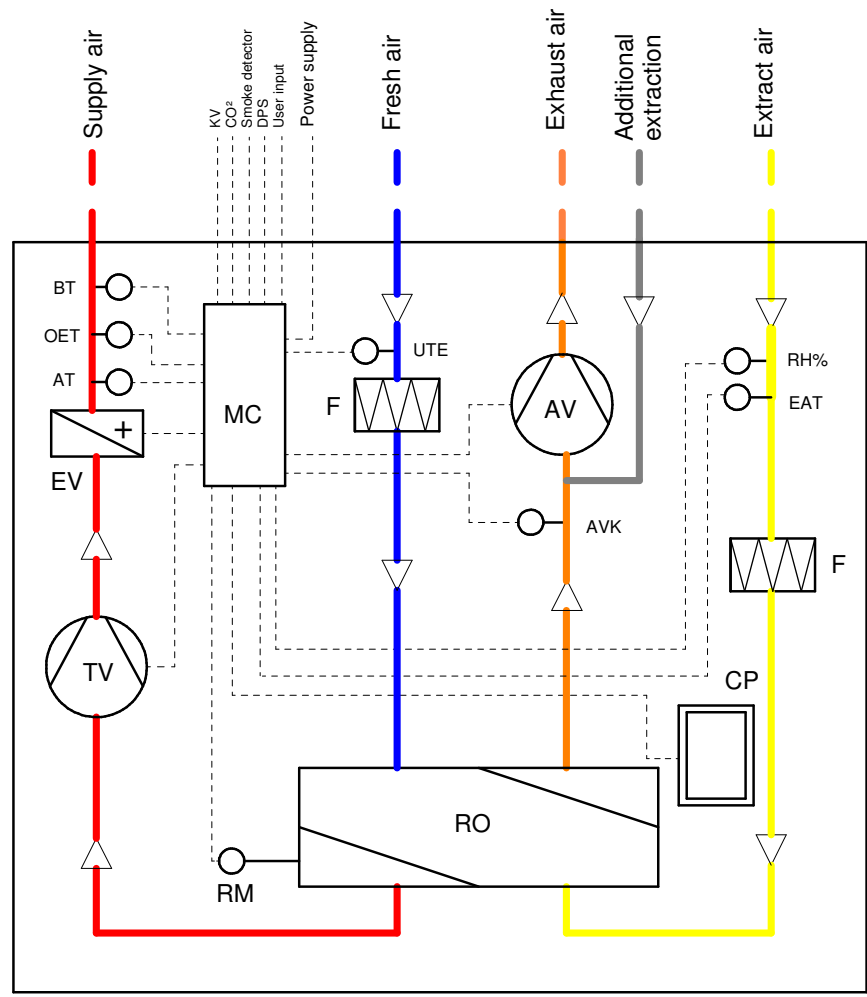 Supply air
KV
CO²
Smoke detector
DPS
User input
Power supply
Fresh air
Exhaust air
Additional
extraction
Extract air
BT
OET
AT
MC
UTE
F
AV
RH%
EAT
EV
AVK
F
TV
CP
RO
RM
+